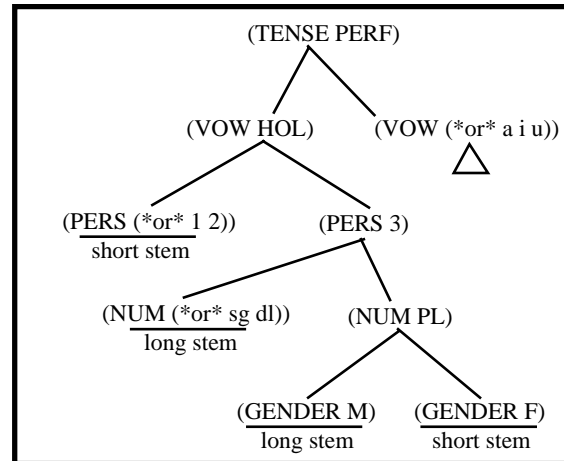 (TENSE PERF)
(VOW HOL) (VOW (*or* a i u))
(PERS (*or* 1 2)) (PERS 3)
short stem
(NUM (*or* sg dl)) (NUM PL)
long stem
(GENDER M) (GENDER F)
long stem short stem